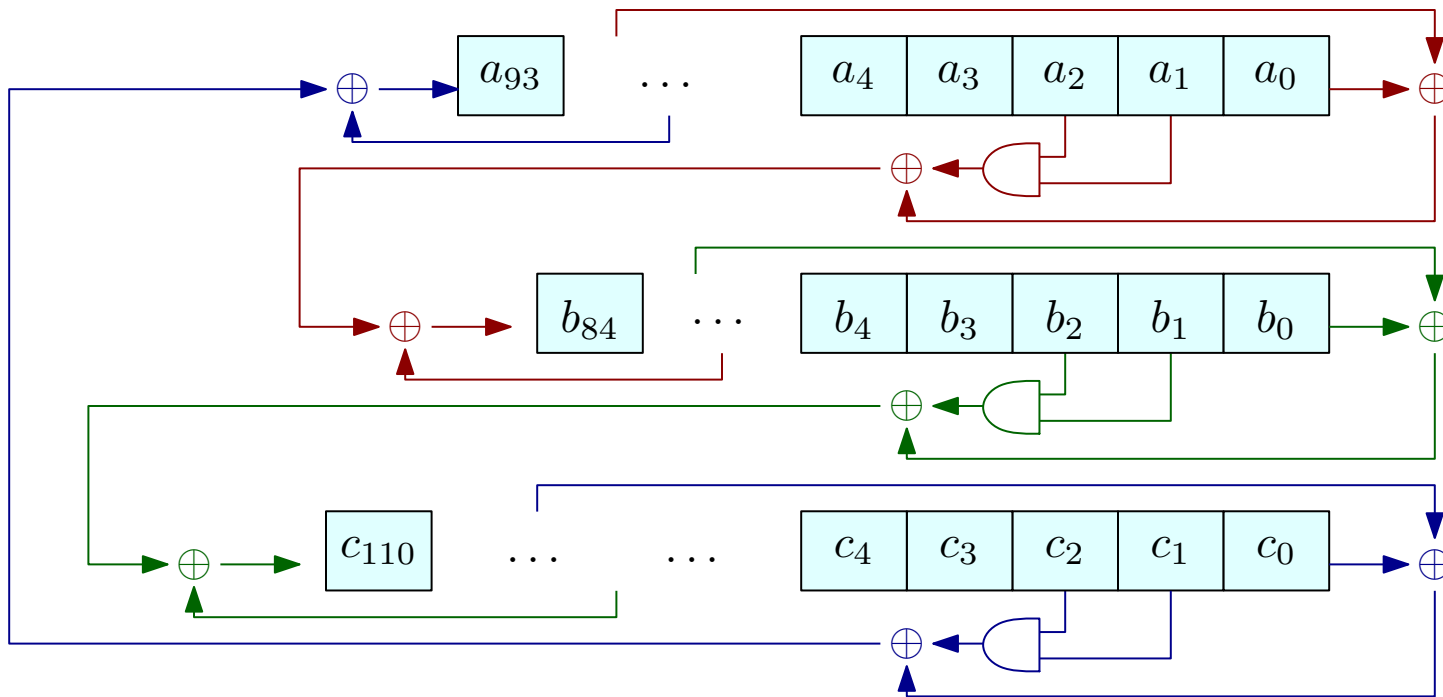 a₉₃ … a₄ a₃ a₂ a₁ a₀
b₈₄ … b₄ b₃ b₂ b₁ b₀
c₁₁₀ … … c₄ c₃ c₂ c₁ c₀